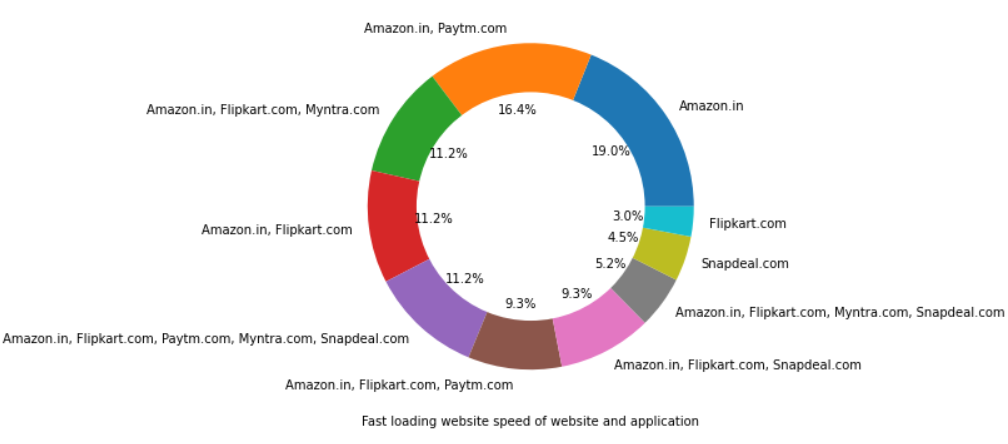 Amazon.in, Paytm.com
Amazon.in
Amazon.in, Flipkart.com, Myntra.com
16.4%
19.0%
11.2%
11.2%
Amazon.in, Flipkart.com
3.0%
Flipkart.com
4.5%
5.2%
Snapdeal.com
11.2%
9.3%
9.3%
Amazon.in, Flipkart.com, Myntra.com, Snapdeal.com
Amazon.in, Flipkart.com, Paytm.com, Myntra.com, Snapdeal.com
Amazon.in, Flipkart.com, Snapdeal.com
Amazon.in, Flipkart.com, Paytm.com
Fast loading website speed of website and application